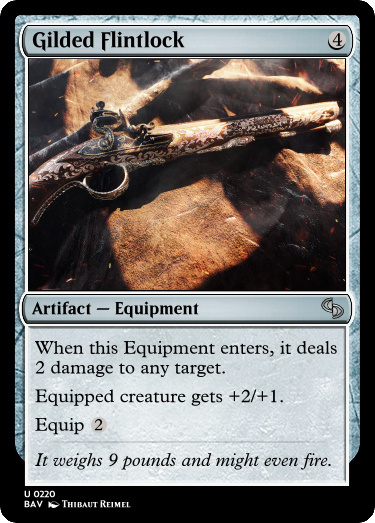 Gilded Flintlock 4
Artifact — Equipment
When this Equipment enters, it deals
2 damage to any target.
Equipped creature gets +2/+1.
Equip 2
It weighs 9 pounds and might even fire.
U 0220
BAV Thibaut Reimel